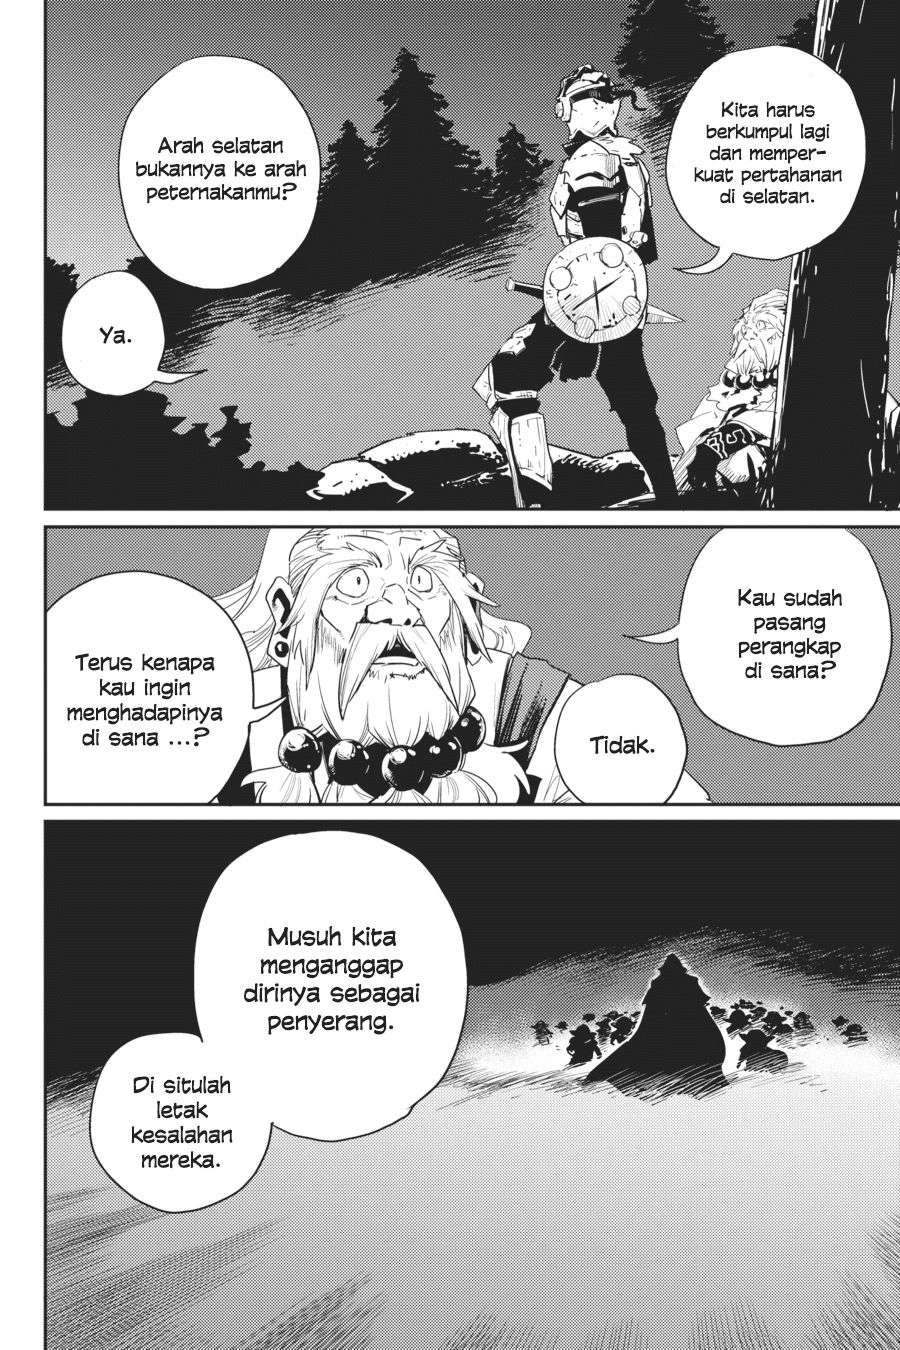 Kita harus
berkumpul lagi
dan memper-
kuat pertahanan
di selatan.
Arah selatan
bukannya ke arah
peternakanmu?
Ya.
Kau sudah
pasang
perangkap
di sana?
Tidak.
Terus kenapa
kau ingin
menghadapinya
di sana ...?
Musuh kita
menganggap
dirinya sebagai
penyerang.
Di situlah
letak
kesalahan
mereka.